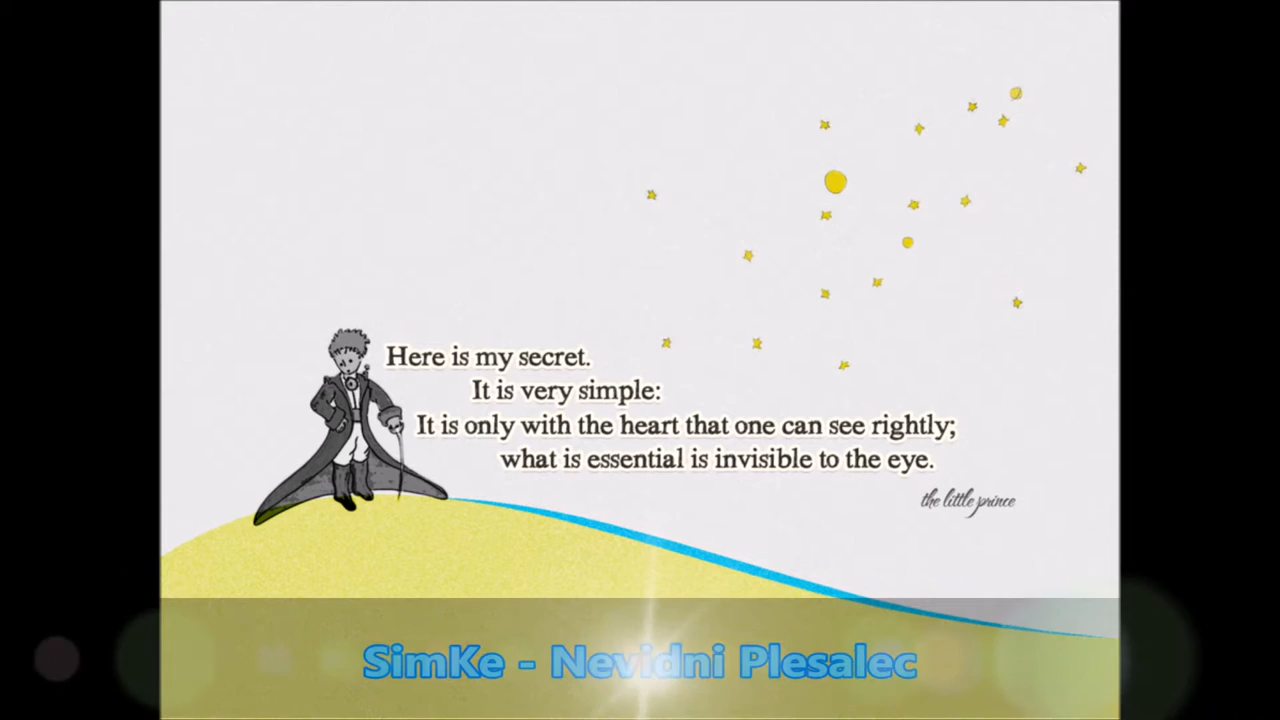 Here is my secret.
It is very simple:
It is only with the heart that one can see rightly;
what is essential is invisible to the eye.
the little prince
SimKe - Nevidni Plesalec